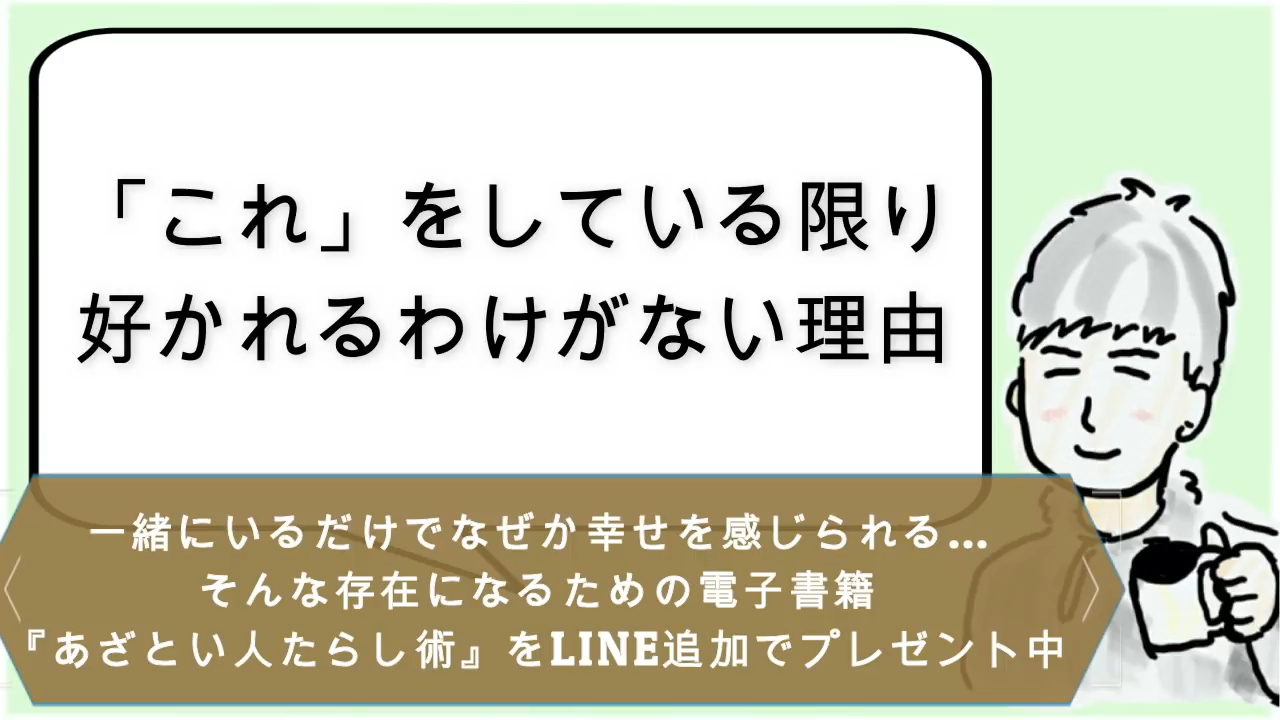 「これ」をしている限り
好かれるわけがない理由
一緒にいるだけでなぜか幸せを感じられる...
そんな存在になるための電子書籍
『あざとい人たらし術』をLINE追加でプレゼント中